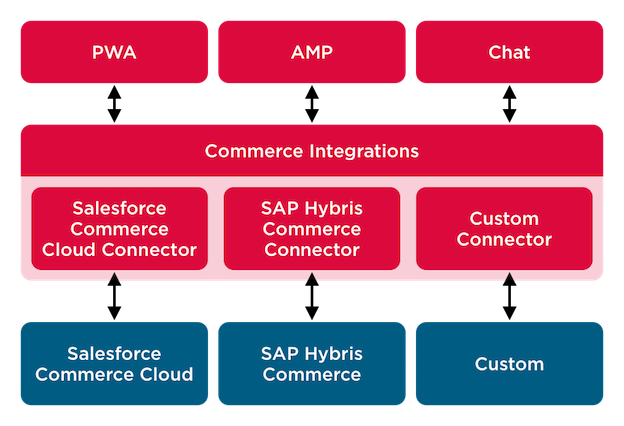 PWA
AMP
Chat
Commerce Integrations
Salesforce
Commerce
Cloud Connector
SAP Hybris
Commerce
Connector
Custom
Connector
Salesforce
Commerce Cloud
SAP Hybris
Commerce
Custom